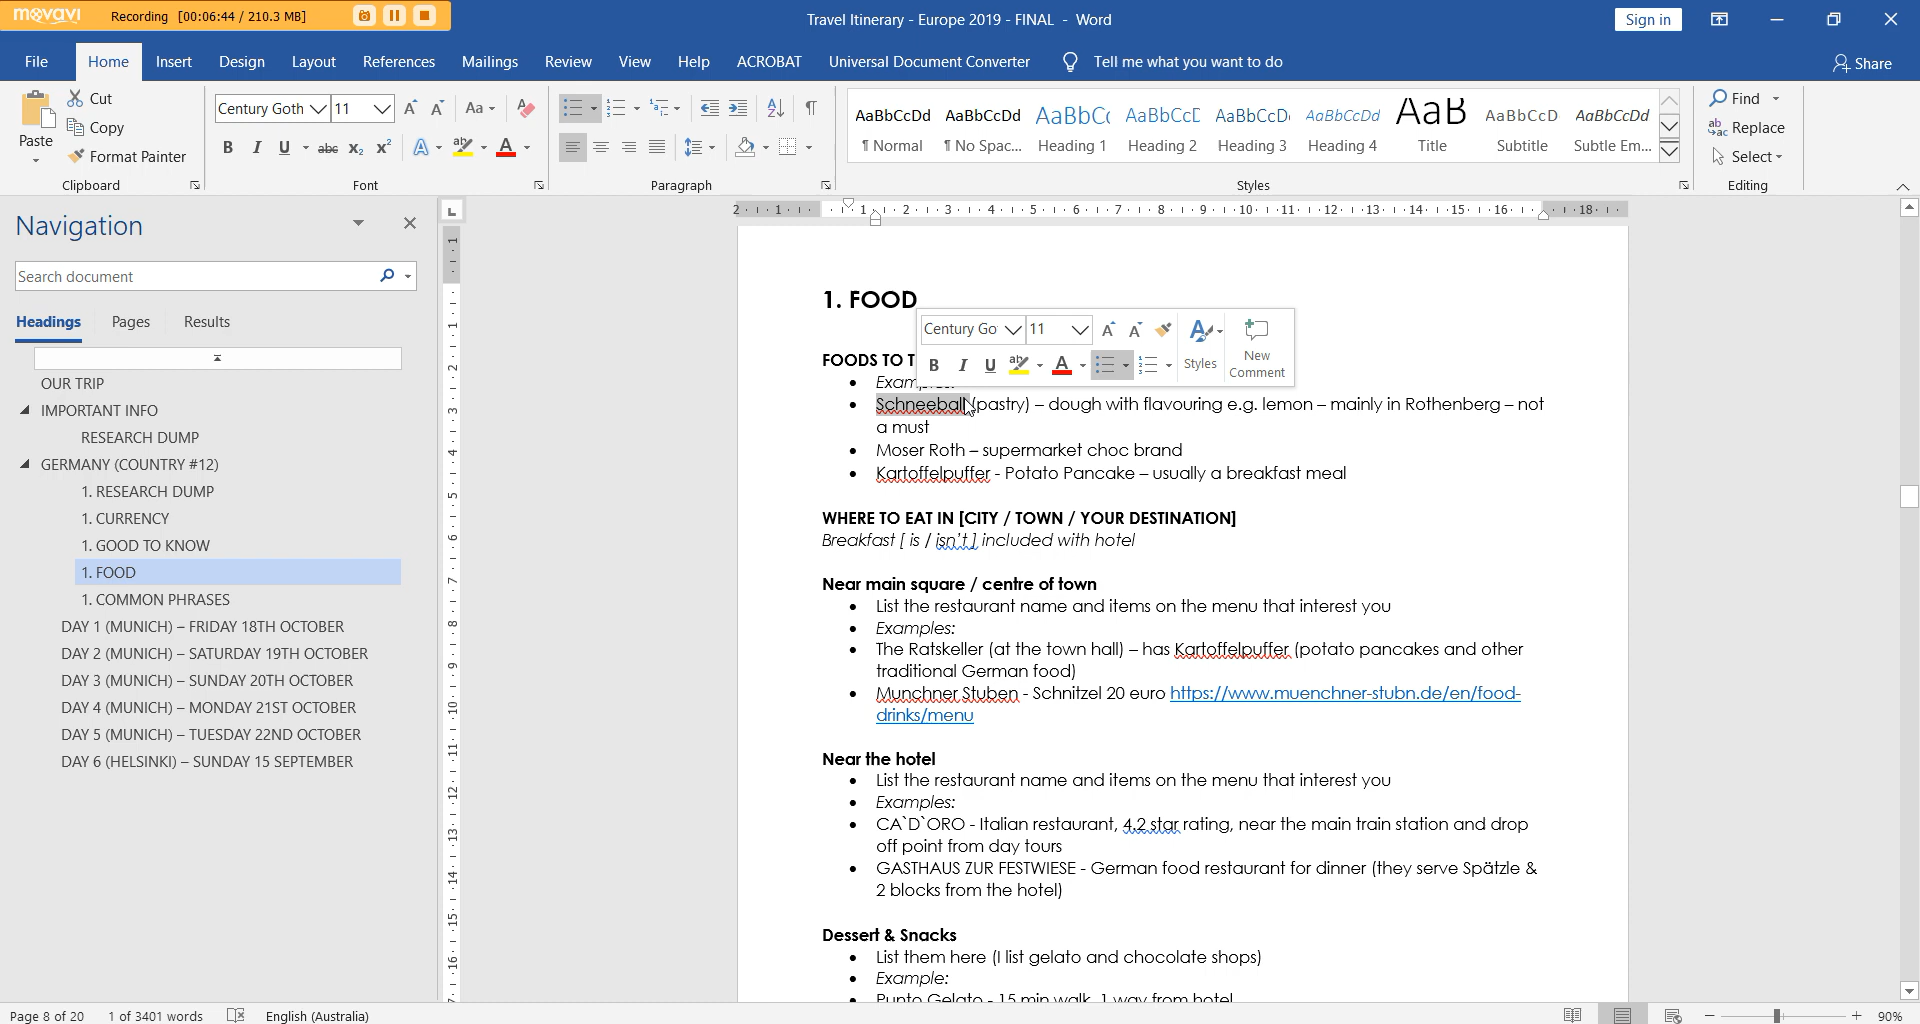 movavi Recording [00:06:44 / 210.3 MB]
Travel Itinerary - Europe 2019 - FINAL - Word
Sign in
File Home Insert Design Layout References Mailings Review View Help ACROBAT Universal Document Converter Tell me what you want to do Share
Paste
Cut
Copy
Format Painter
Clipboard
Century Goth 11
Font
Paragraph
AaBbCcDd AaBbCcDd AaBbCc AaBbCcD AaBbCcD AaBbCcDd AaB AaBbCcD AaBbCcDd
¶ Normal ¶ No Spac... Heading 1 Heading 2 Heading 3 Heading 4 Title Subtitle Subtle Em...
Styles
Find
Replace
Select
Editing
Navigation
Search document
Headings Pages Results
OUR TRIP
IMPORTANT INFO
RESEARCH DUMP
GERMANY (COUNTRY #12)
1. RESEARCH DUMP
1. CURRENCY
1. GOOD TO KNOW
1. FOOD
1. COMMON PHRASES
DAY 1 (MUNICH) – FRIDAY 18TH OCTOBER
DAY 2 (MUNICH) – SATURDAY 19TH OCTOBER
DAY 3 (MUNICH) – SUNDAY 20TH OCTOBER
DAY 4 (MUNICH) – MONDAY 21ST OCTOBER
DAY 5 (MUNICH) – TUESDAY 22ND OCTOBER
DAY 6 (HELSINKI) – SUNDAY 15 SEPTEMBER
1. FOOD
Century Go 11
Styles
New Comment
FOODS TO
Schneeball (pastry) – dough with flavouring e.g. lemon – mainly in Rothenberg – not
a must
Moser Roth – supermarket choc brand
Kartoffelpuffer - Potato Pancake – usually a breakfast meal
WHERE TO EAT IN [CITY / TOWN / YOUR DESTINATION]
Breakfast [ is / isn't ] included with hotel
Near main square / centre of town
List the restaurant name and items on the menu that interest you
Examples:
The Ratskeller (at the town hall) – has Kartoffelpuffer (potato pancakes and other
traditional German food)
Munchner Stuben - Schnitzel 20 euro https://www.muenchner-stubn.de/en/food-
drinks/menu
Near the hotel
List the restaurant name and items on the menu that interest you
Examples:
CA`D`ORO - Italian restaurant, 4.2 star rating, near the main train station and drop
off point from day tours
GASTHAUS ZUR FESTWIESE - German food restaurant for dinner (they serve Spätzle &
2 blocks from the hotel)
Dessert & Snacks
List them here (I list gelato and chocolate shops)
Example:
Punto Gelato - 15 min walk, 1 way from hotel
Page 8 of 20 1 of 3401 words English (Australia) 90%